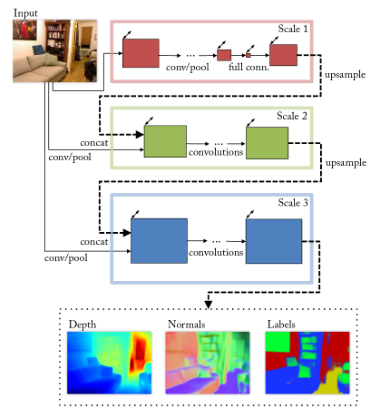 Input
Scale 1
conv/pool
full conn.
upsample
Scale 2
concat
convolutions
conv/pool
upsample
Scale 3
concat
convolutions
conv/pool
Depth
Normals
Labels